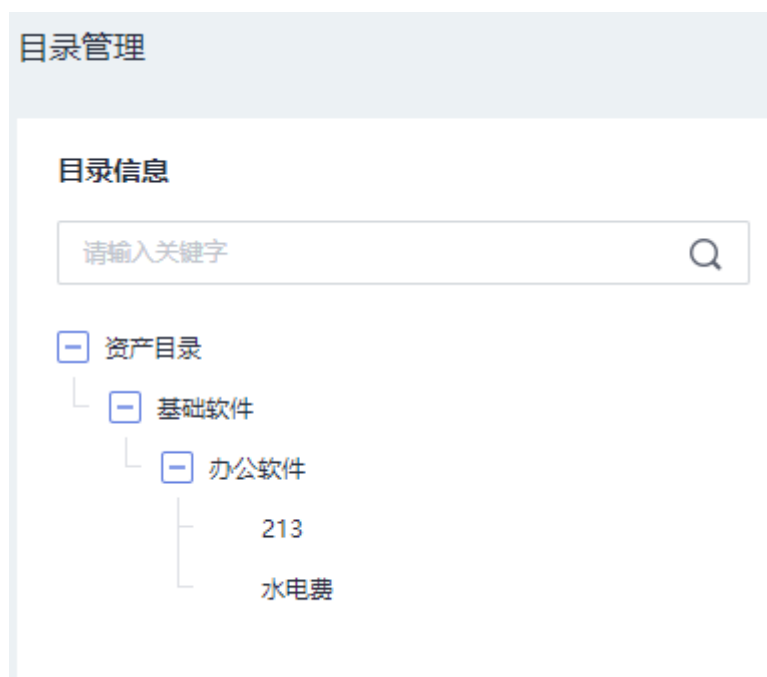 目录管理
目录信息
请输入关键字
资产目录
基础软件
办公软件
213
水电费